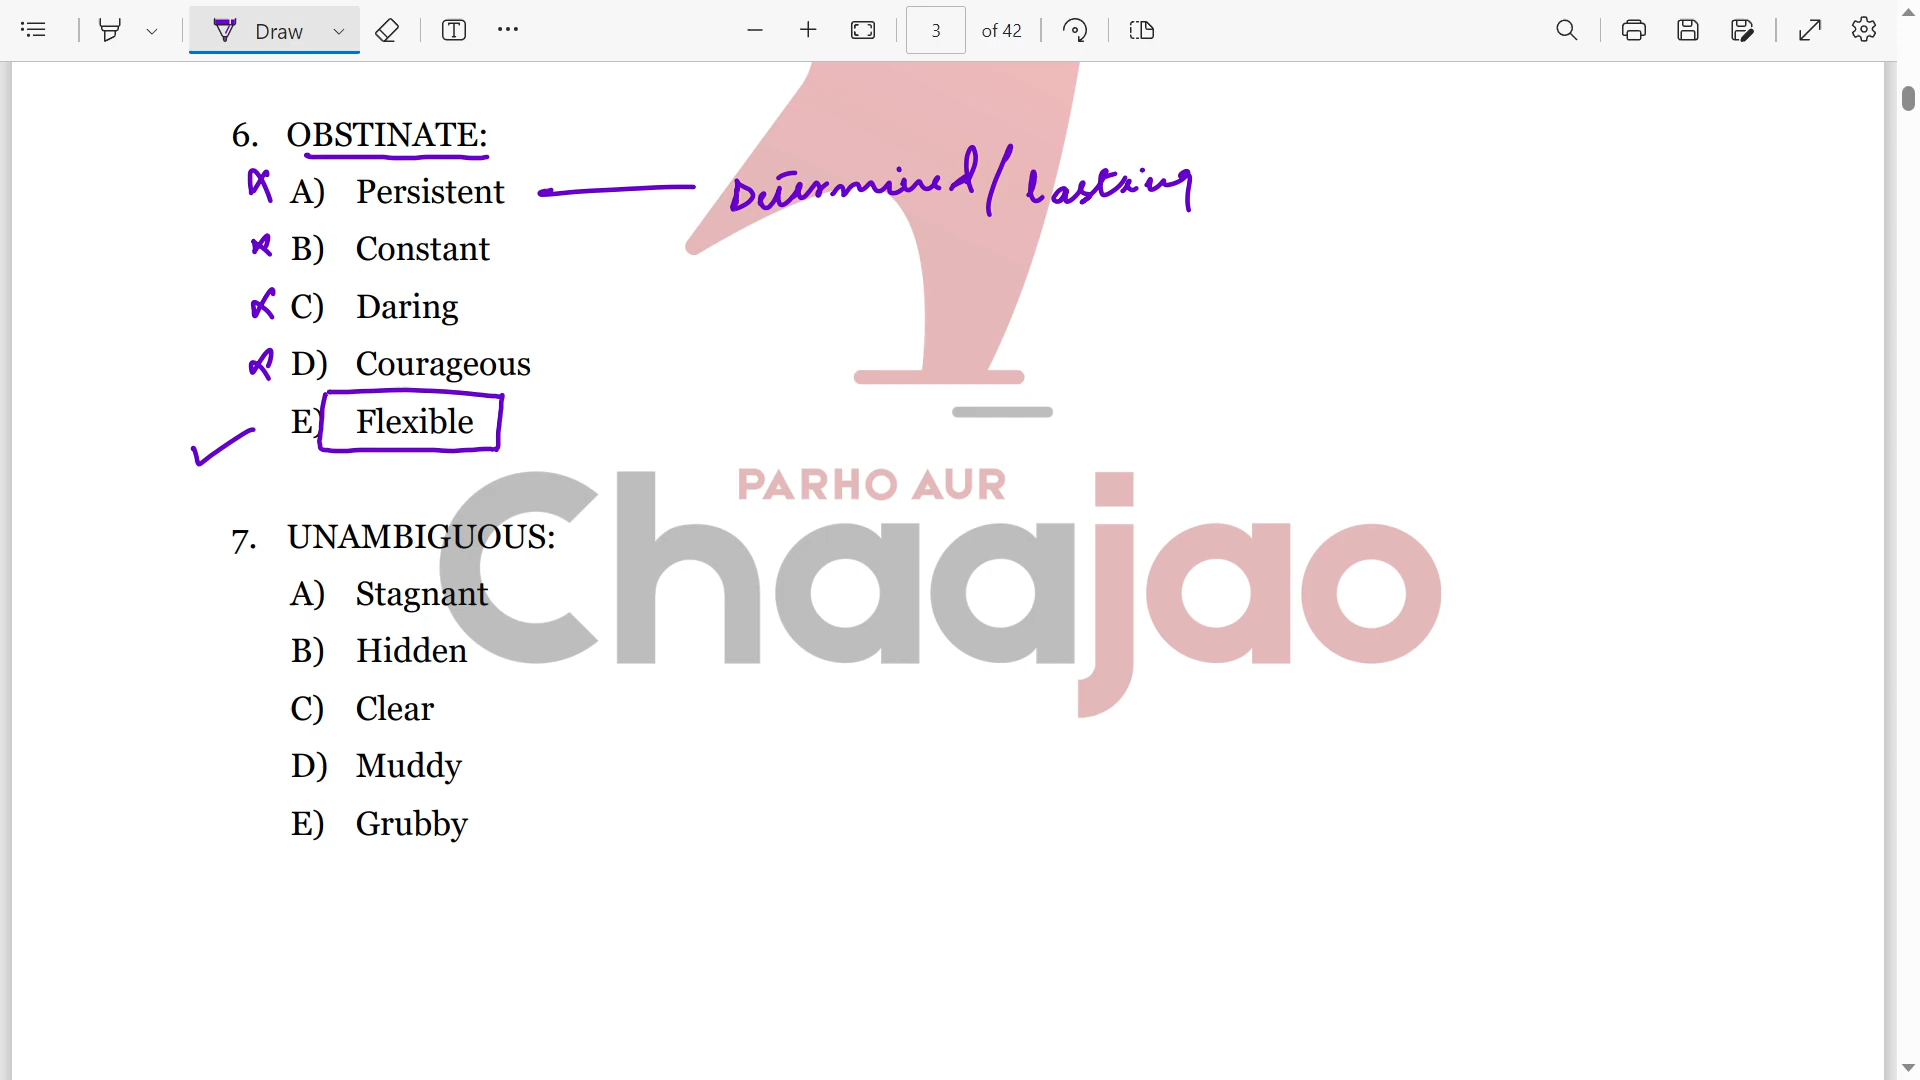 Draw
3 of 42
6. OBSTINATE:
A) Persistent Determined / Lasting
B) Constant
C) Daring
D) Courageous
E) Flexible
PARHO AUR
Chaajao
7. UNAMBIGUOUS:
A) Stagnant
B) Hidden
C) Clear
D) Muddy
E) Grubby